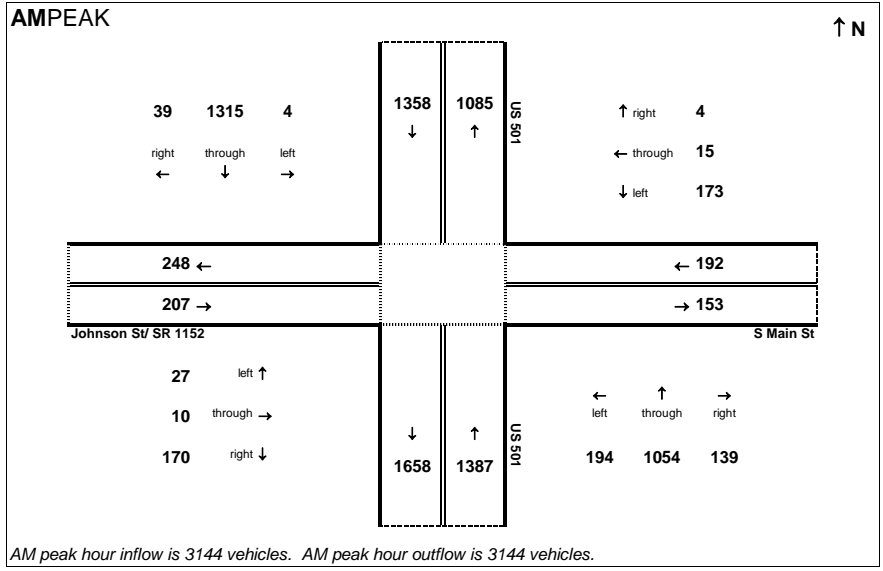 AMPEAK
↑ N
39 1315 4
right through left
← ↓ →
1358 1085
↓ ↑
US 501
↑ right 4
← through 15
↓ left 173
248 ←
207 →
← 192
→ 153
Johnson St/ SR 1152
S Main St
27 left ↑
10 through →
170 right ↓
↓ ↑
1658 1387
US 501
← ↑ →
left through right
194 1054 139
AM peak hour inflow is 3144 vehicles. AM peak hour outflow is 3144 vehicles.